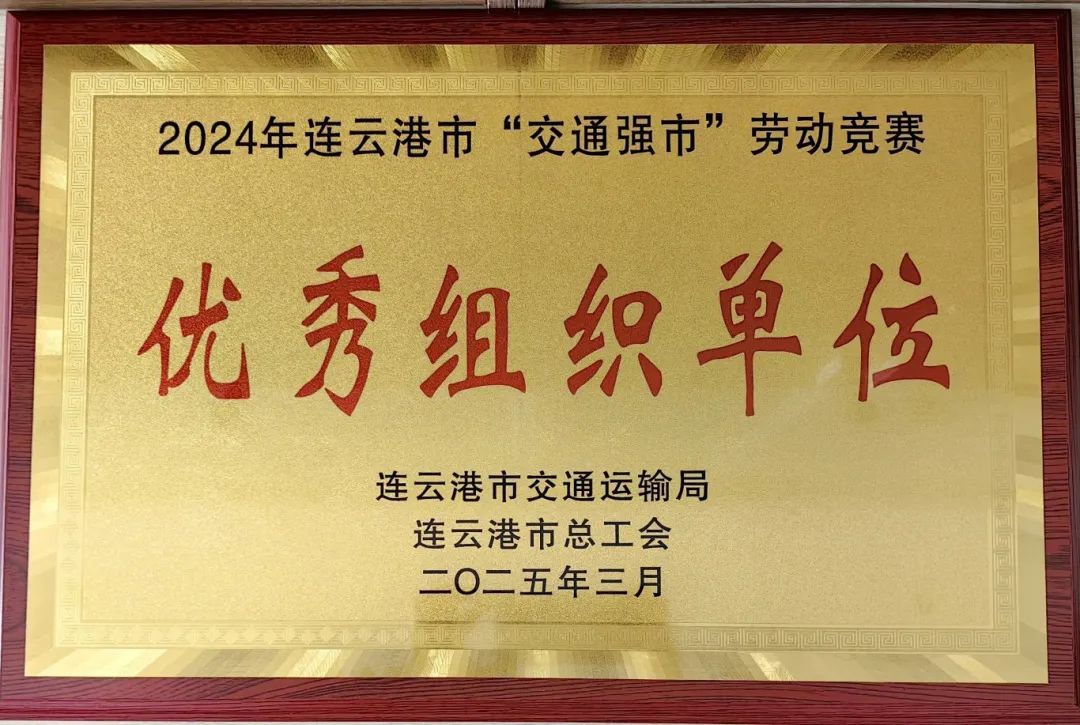 2024年连云港市“交通强市”劳动竞赛
优秀组织单位
连云港市交通运输局
连云港市总工会
二〇二五年三月